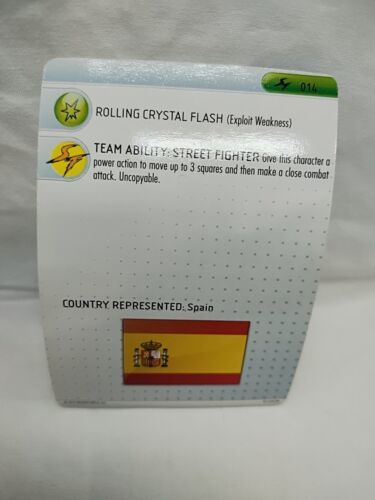 014
ROLLING CRYSTAL FLASH (Exploit Weakness)
TEAM ABILITY: STREET FIGHTER Give this character a
power action to move up to 3 squares and then make a close combat
attack. Uncopyable.
COUNTRY REPRESENTED: Spain